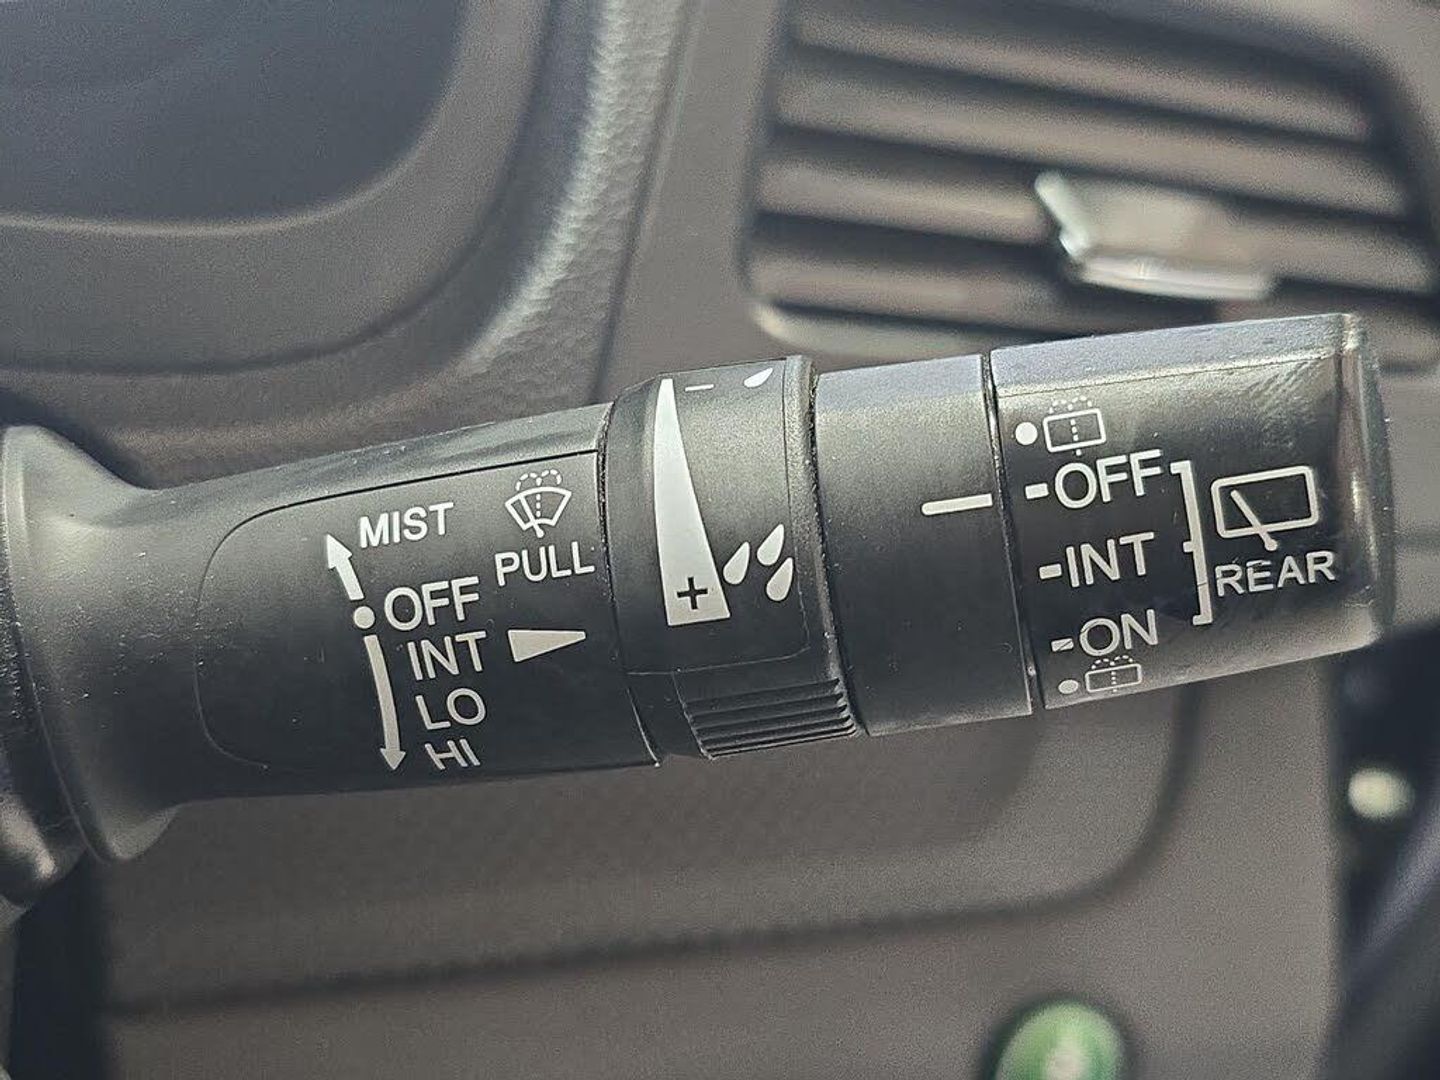 MIST
OFF
INT
LO
HI
PULL
-
+
OFF
INT
ON
REAR